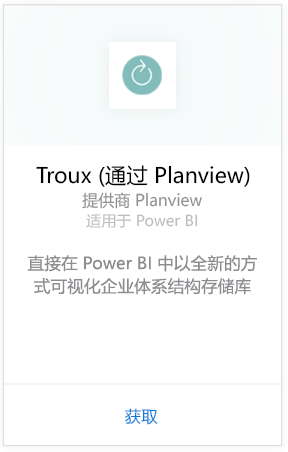 Troux (通过 Planview)
提供商 Planview
适用于 Power BI
直接在 Power BI 中以全新的方
式可视化企业体系结构存储库
获取